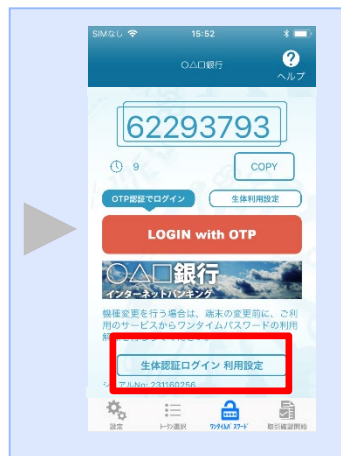 SIMなし 15:52
○△□銀行
?
ヘルプ
62293793
9
COPY
OTP認証でログイン 生体利用設定
LOGIN with OTP
○△□銀行
インターネットバンキング
機種変更を行う場合は、端末の変更前に、ご利
用のサービスからワンタイムパスワードの利用
生体認証ログイン 利用設定
アルNo: 231160256
設定 トークン選択 ワンタイムパスワード 取引確認開始